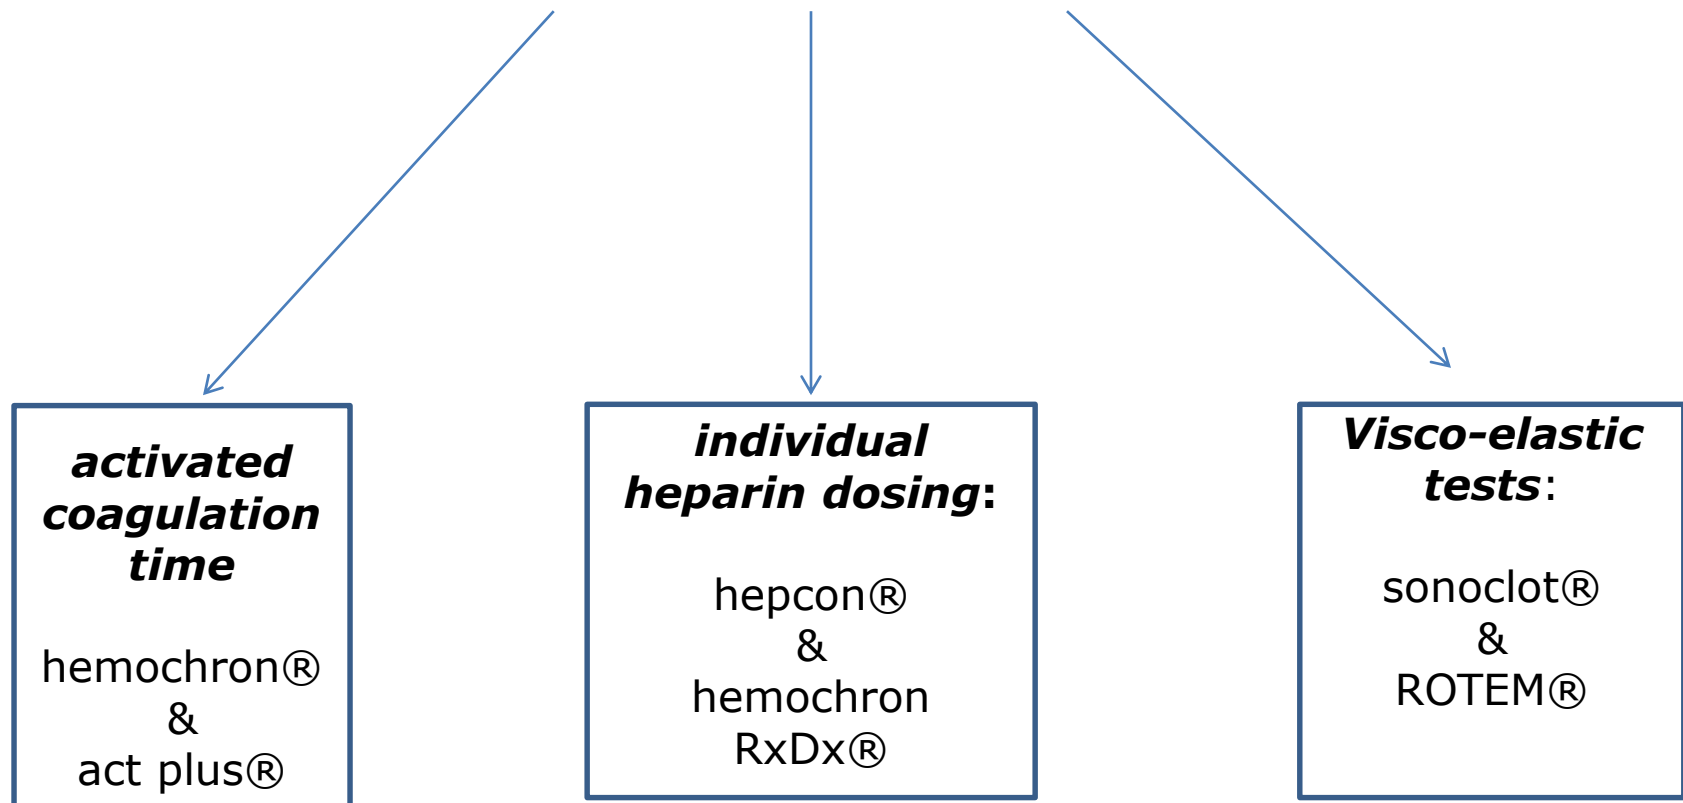 activated
coagulation
time
hemochron®
&
act plus®
individual
heparin dosing:
hepcon®
&
hemochron
RxDx®
Visco-elastic
tests:
sonoclot®
&
ROTEM®